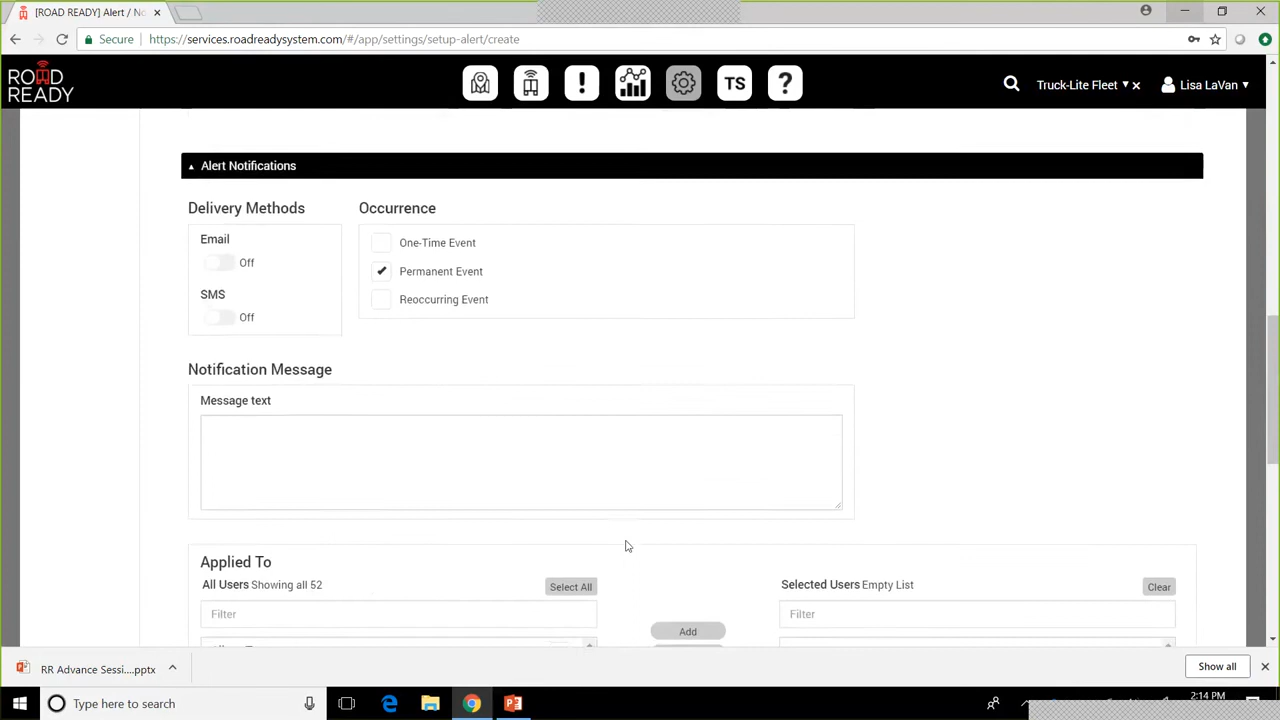 [ROAD READY] Alert / No
Secure
https://services.roadreadysystem.com/#/app/settings/setup-alert/create
ROAD
READY
!
TS
?
Truck-Lite Fleet
Lisa LaVan
Alert Notifications
Delivery Methods
Occurrence
Email
Off
One-Time Event
Permanent Event
SMS
Off
Reoccurring Event
Notification Message
Message text
Applied To
All Users Showing all 52
Select All
Selected Users Empty List
Clear
Filter
Filter
Add
RR Advance Sessi....pptx
Show all
Type here to search
2:14 PM